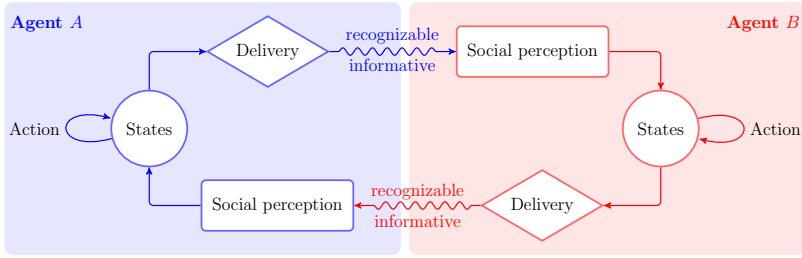 Agent A
Agent B
Delivery
recognizable
informative
Social perception
Action
States
States
Action
Social perception
recognizable
informative
Delivery